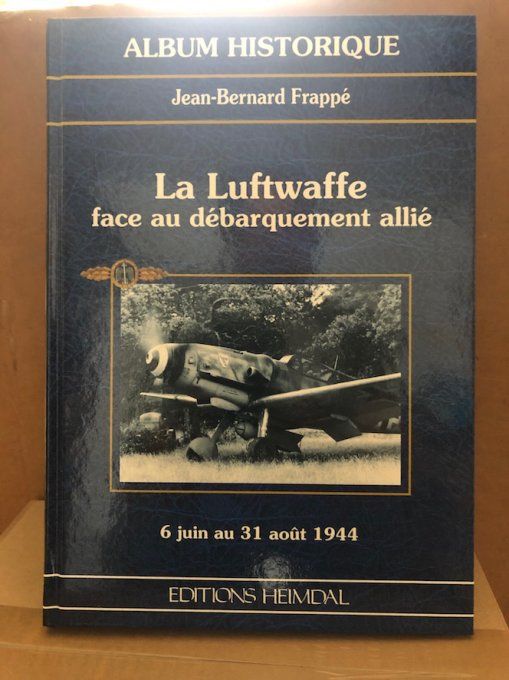 ALBUM HISTORIQUE
Jean-Bernard Frappé
La Luftwaffe
face au débarquement allié
6 juin au 31 août 1944
EDITIONS HEIMDAL